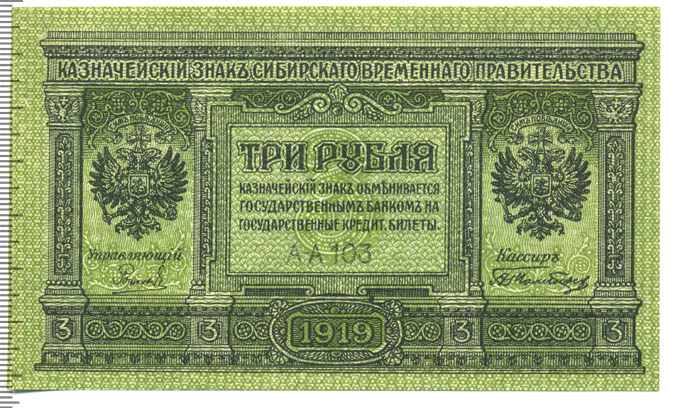 КАЗНАЧЕЙСКІЙ ЗНАКЪ СИБИРСКАГО ВРЕМЕННАГО ПРАВИТЕЛЬСТВА
ТРИ РУБЛЯ
КАЗНАЧЕЙСКІЙ ЗНАКЪ ОБМѢНИВАЕТСЯ
ГОСУДАРСТВЕННЫМЪ БАНКОМЪ НА
ГОСУДАРСТВЕННЫЕ КРЕДИТ. БИЛЕТЫ.
АА 103
Управляющій
Кассиръ
3 3 1919 3 3